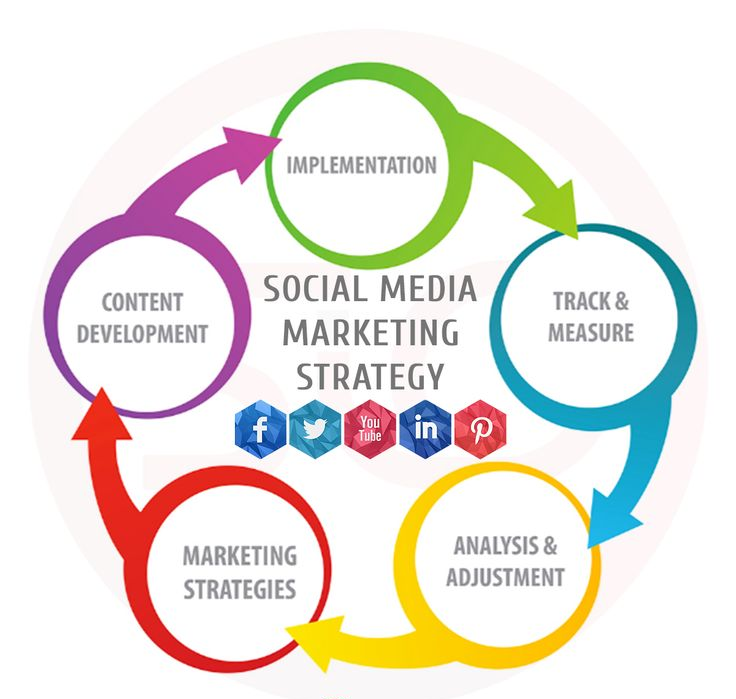 IMPLEMENTATION
TRACK &
MEASURE
ANALYSIS &
ADJUSTMENT
MARKETING
STRATEGIES
CONTENT
DEVELOPMENT
SOCIAL MEDIA
MARKETING
STRATEGY
f
You
Tube
in